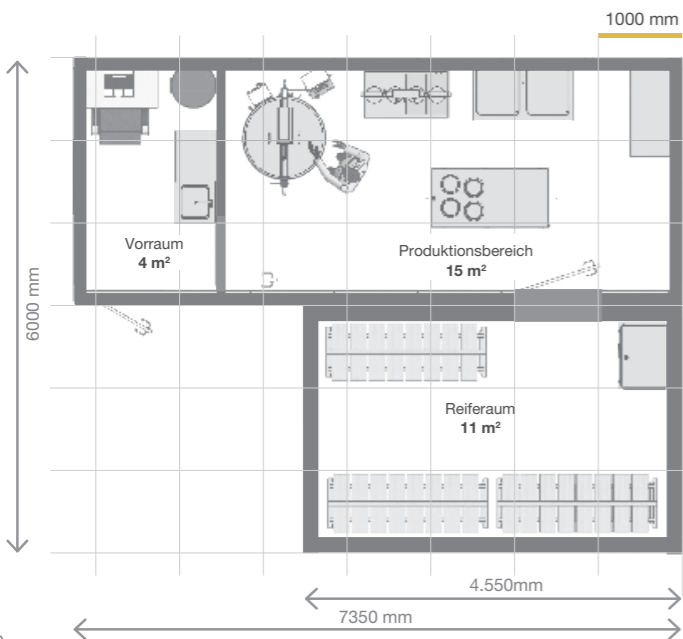 1000 mm
Vorraum
4 m²
Produktionsbereich
15 m²
6000 mm
Reiferaum
11 m²
4.550mm
7350 mm